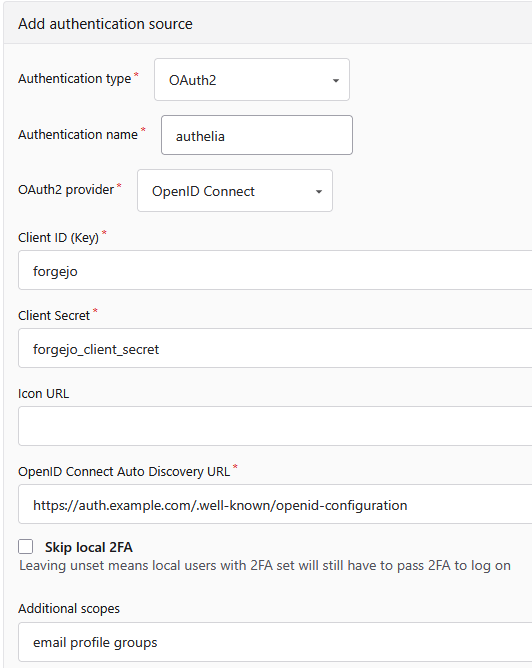 Add authentication source
Authentication type * OAuth2
Authentication name * authelia
OAuth2 provider * OpenID Connect
Client ID (Key) *
forgejo
Client Secret *
forgejo_client_secret
Icon URL
OpenID Connect Auto Discovery URL *
https://auth.example.com/.well-known/openid-configuration
Skip local 2FA
Leaving unset means local users with 2FA set will still have to pass 2FA to log on
Additional scopes
email profile groups